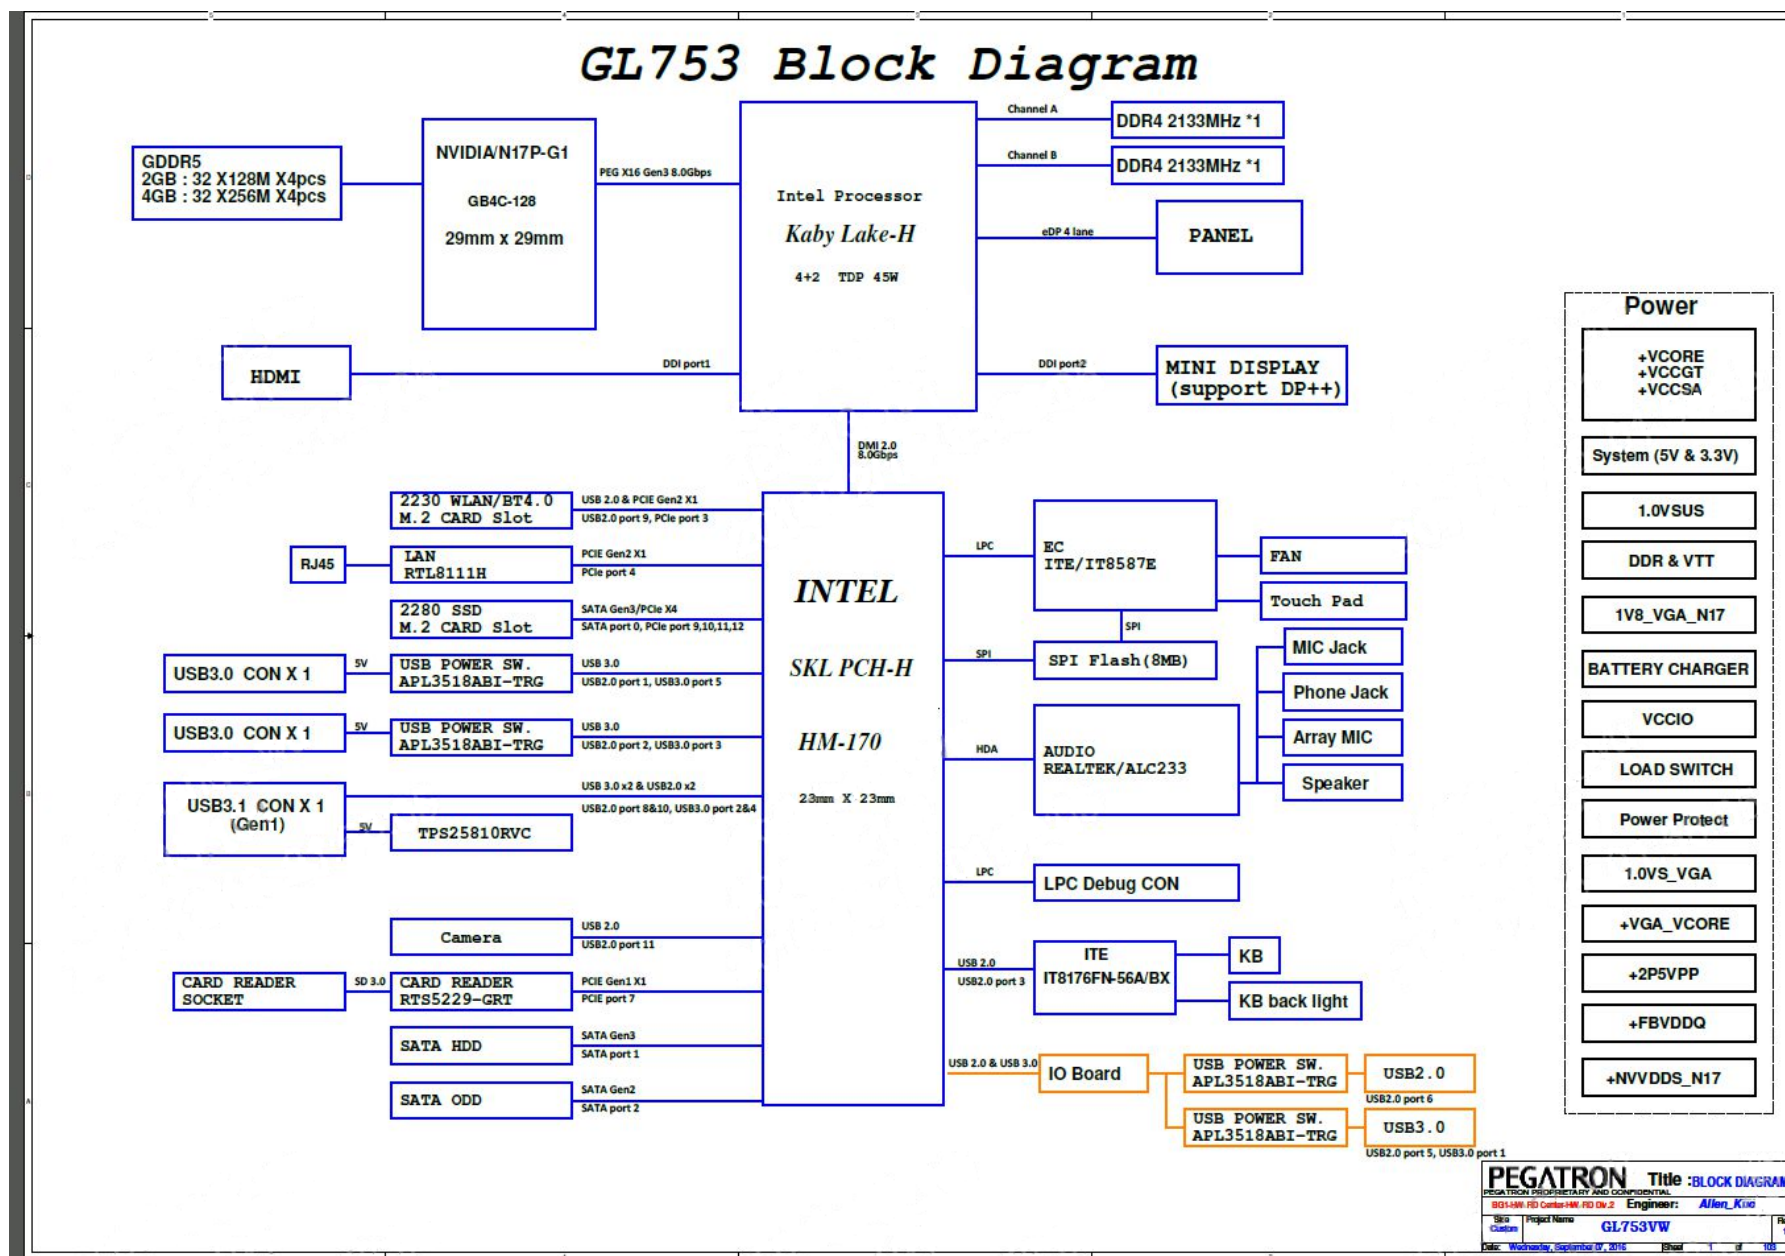 GL753 Block Diagram
GDDR5
2GB : 32 X128M X4pcs
4GB : 32 X256M X4pcs
NVIDIA/N17P-G1
GB4C-128
29mm x 29mm
PEG X16 Gen3 8.0Gbps
Intel Processor
Kaby Lake-H
4+2 TDP 45W
Channel A
DDR4 2133MHz *1
Channel B
DDR4 2133MHz *1
eDP 4 lane
PANEL
HDMI
DDI port1
DDI port2
MINI DISPLAY
(support DP++)
DMI 2.0
8.0Gbps
2230 WLAN/BT4.0
M.2 CARD Slot
USB 2.0 & PCIE Gen2 X1
USB2.0 port 9, PCIe port 3
RJ45
LAN
RTL8111H
PCIE Gen2 X1
PCIe port 4
2280 SSD
M.2 CARD Slot
SATA Gen3/PCIe X4
SATA port 0, PCIe port 9,10,11,12
USB3.0 CON X 1
5V
USB POWER SW.
APL3518ABI-TRG
USB 3.0
USB2.0 port 1, USB3.0 port 5
USB3.0 CON X 1
5V
USB POWER SW.
APL3518ABI-TRG
USB 3.0
USB2.0 port 2, USB3.0 port 3
USB3.1 CON X 1
(Gen1)
USB 3.0 x2 & USB2.0 x2
USB2.0 port 8&10, USB3.0 port 2&4
5V
TPS25810RVC
Camera
USB 2.0
USB2.0 port 11
CARD READER
SOCKET
SD 3.0
CARD READER
RTS5229-GRT
PCIE Gen1 X1
PCIE port 7
SATA HDD
SATA Gen3
SATA port 1
SATA ODD
SATA Gen2
SATA port 2
INTEL
SKL PCH-H
HM-170
23mm X 23mm
LPC
EC
ITE/IT8587E
FAN
Touch Pad
SPI
SPI
SPI Flash(8MB)
HDA
AUDIO
REALTEK/ALC233
MIC Jack
Phone Jack
Array MIC
Speaker
LPC
LPC Debug CON
USB 2.0
USB2.0 port 3
ITE
IT8176FN-56A/BX
KB
KB back light
USB 2.0 & USB 3.0
IO Board
USB POWER SW.
APL3518ABI-TRG
USB2.0
USB2.0 port 6
USB POWER SW.
APL3518ABI-TRG
USB3.0
USB2.0 port 5, USB3.0 port 1
Power
+VCORE
+VCCGT
+VCCSA
System (5V & 3.3V)
1.0VSUS
DDR & VTT
1V8_VGA_N17
BATTERY CHARGER
VCCIO
LOAD SWITCH
Power Protect
1.0VS_VGA
+VGA_VCORE
+2P5VPP
+FBVDDQ
+NVVDDS_N17
PEGATRON
Title : BLOCK DIAGRAM
PEGATRON PROPRIETARY AND CONFIDENTIAL
Engineer:
Size
Custom
Project Name
GL753VW
Date: Wednesday, September 07, 2016
Sheet 1 of 103